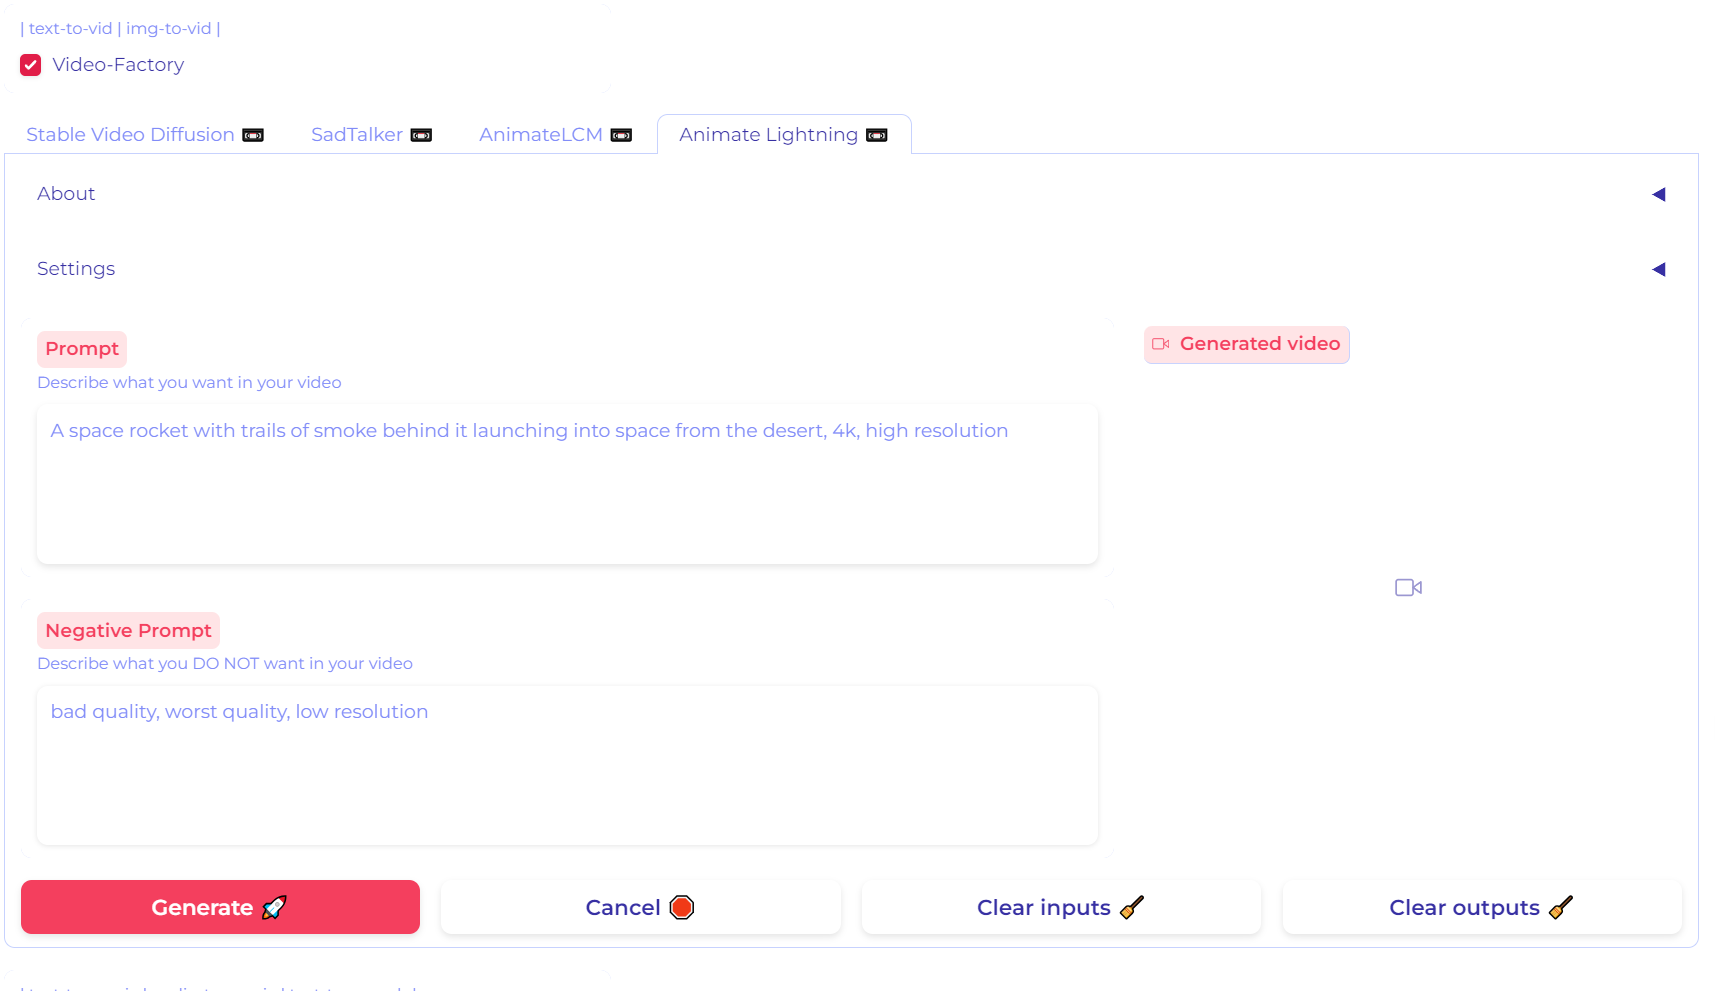 | text-to-vid | img-to-vid |
Video-Factory
Stable Video Diffusion SadTalker AnimateLCM Animate Lightning
About
Settings
Prompt
Generated video
Describe what you want in your video
A space rocket with trails of smoke behind it launching into space from the desert, 4k, high resolution
Negative Prompt
Describe what you DO NOT want in your video
bad quality, worst quality, low resolution
Generate Cancel Clear inputs Clear outputs